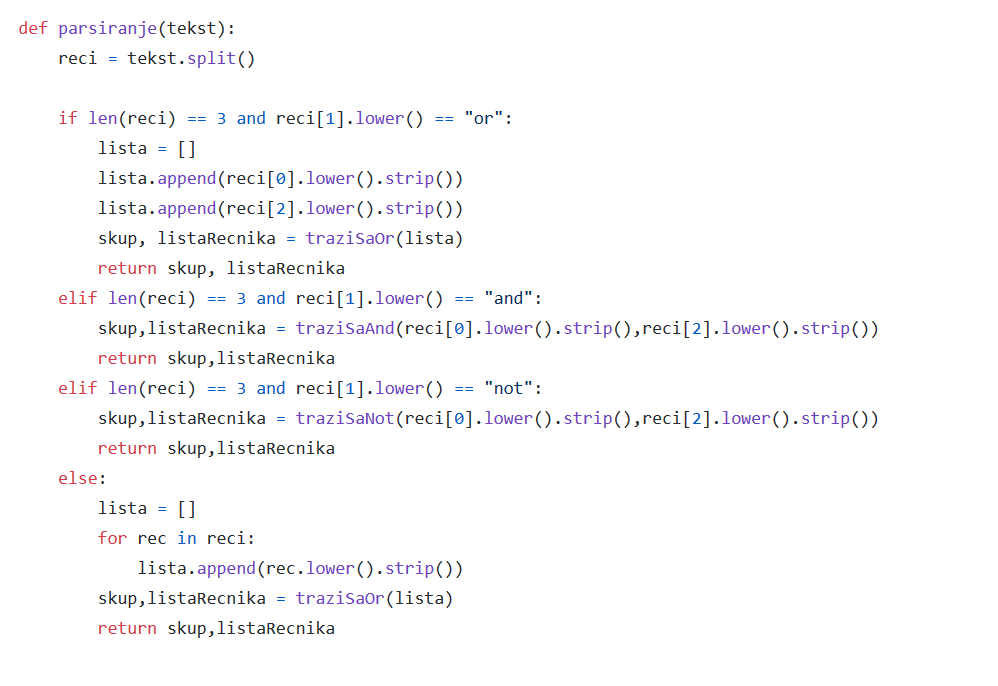 def parsiranje(tekst):
    reci = tekst.split()

    if len(reci) == 3 and reci[1].lower() == "or":
        lista = []
        lista.append(reci[0].lower().strip())
        lista.append(reci[2].lower().strip())
        skup, listaRecnika = traziSaOr(lista)
        return skup, listaRecnika
    elif len(reci) == 3 and reci[1].lower() == "and":
        skup,listaRecnika = traziSaAnd(reci[0].lower().strip(),reci[2].lower().strip())
        return skup,listaRecnika
    elif len(reci) == 3 and reci[1].lower() == "not":
        skup,listaRecnika = traziSaNot(reci[0].lower().strip(),reci[2].lower().strip())
        return skup,listaRecnika
    else:
        lista = []
        for rec in reci:
            lista.append(rec.lower().strip())
        skup,listaRecnika = traziSaOr(lista)
        return skup,listaRecnika